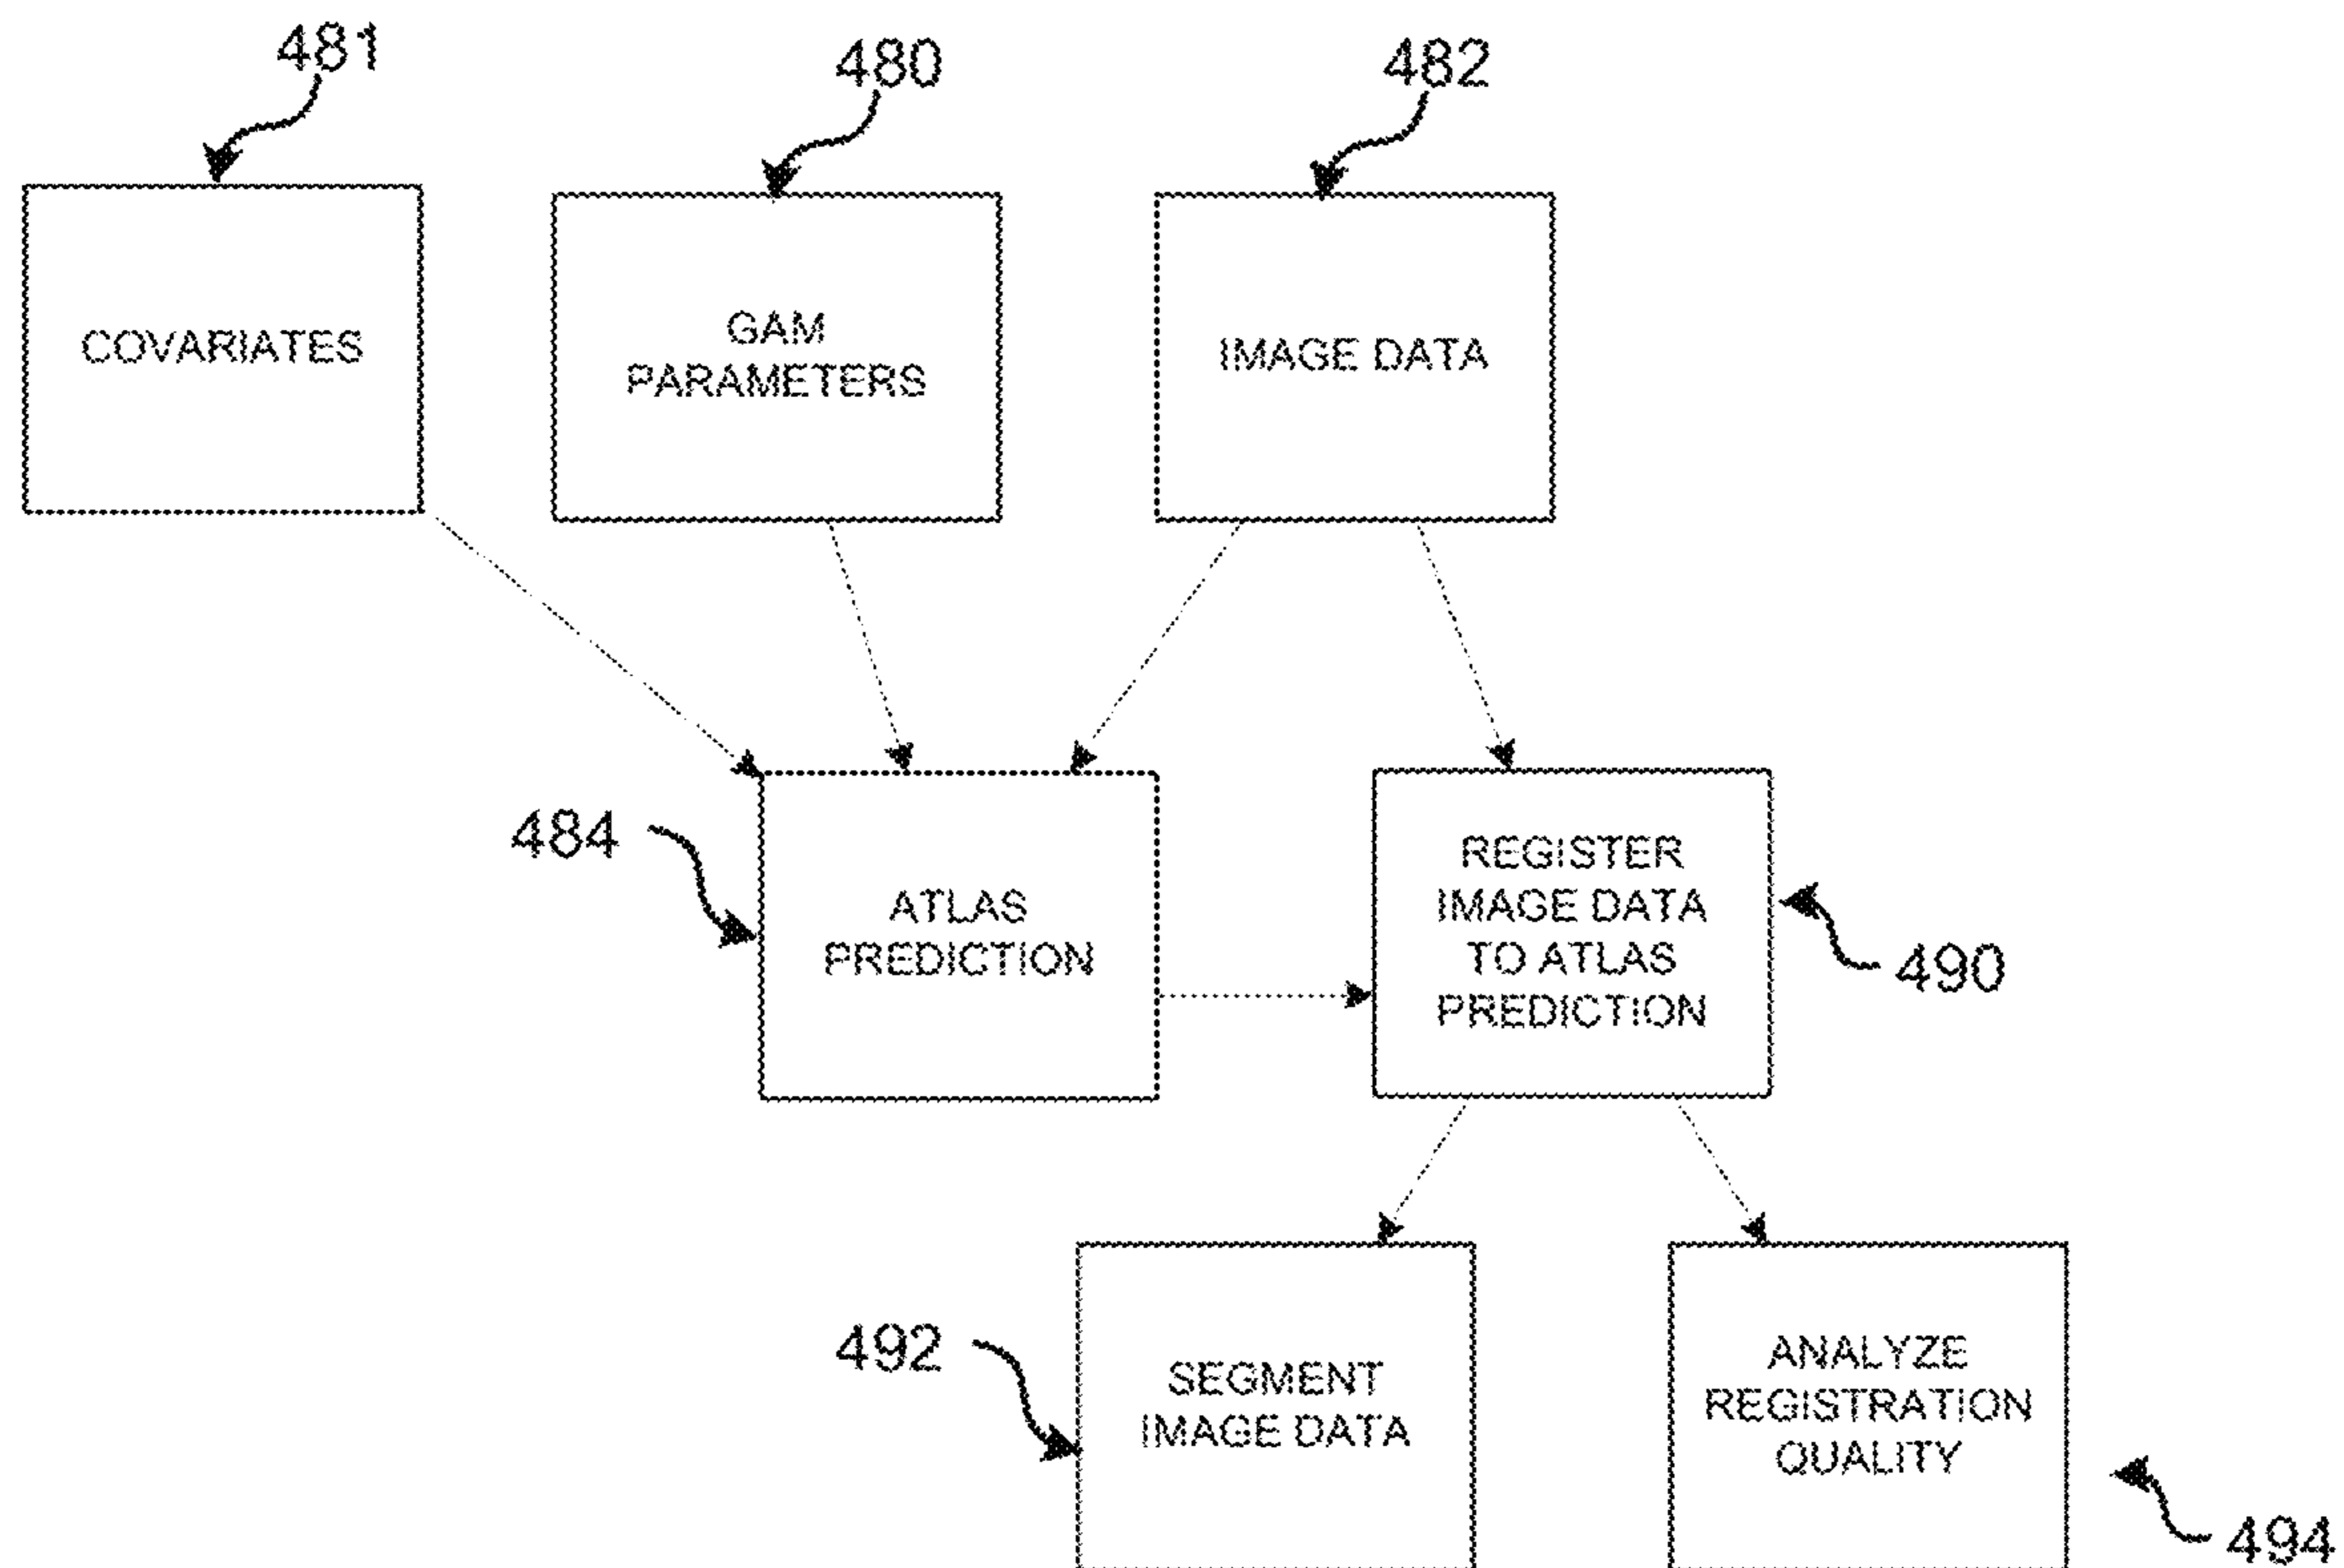 481
480
482
COVARIATES
GAM
PARAMETERS
IMAGE DATA
484
ATLAS
PREDICTION
REGISTER
IMAGE DATA
TO ATLAS
PREDICTION
490
492
SEGMENT
IMAGE DATA
ANALYZE
REGISTRATION
QUALITY
494